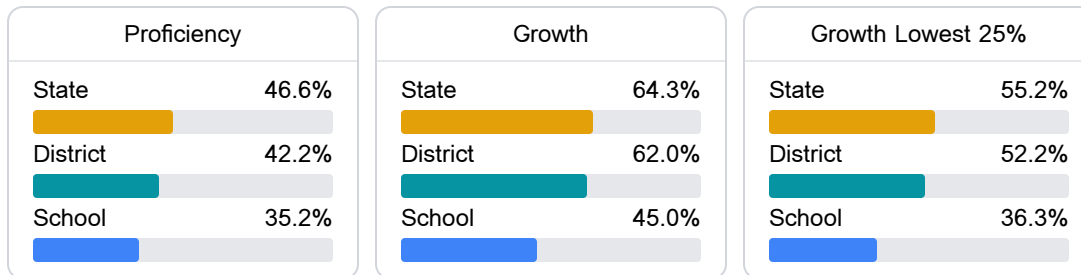 Proficiency
State 46.6%
District 42.2%
School 35.2%
Growth
State 64.3%
District 62.0%
School 45.0%
Growth Lowest 25%
State 55.2%
District 52.2%
School 36.3%